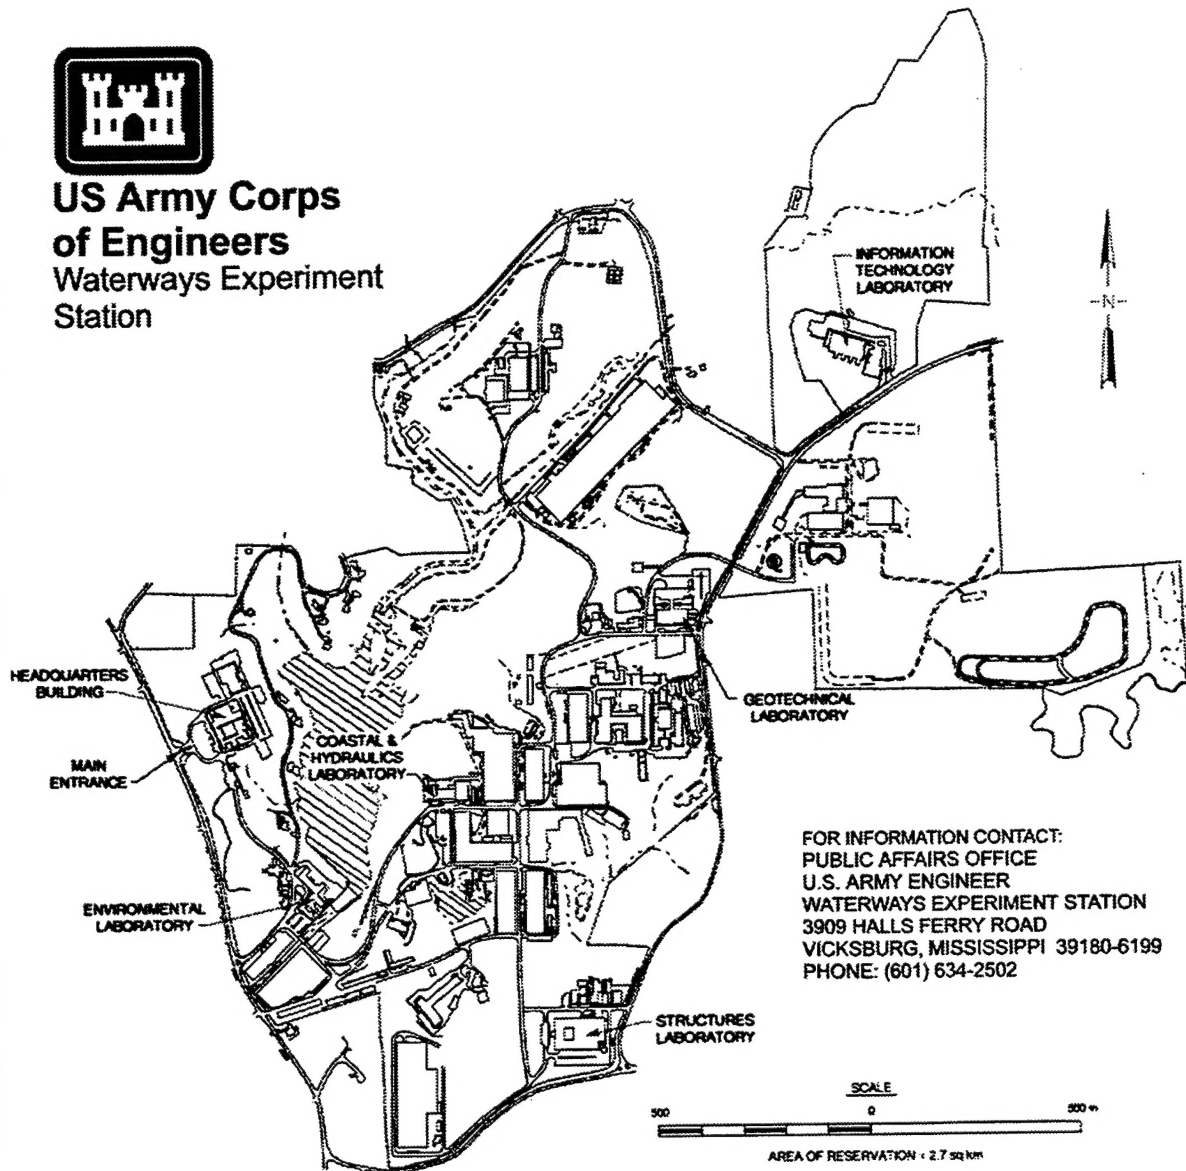 US Army Corps
of Engineers
Waterways Experiment
Station
INFORMATION
TECHNOLOGY
LABORATORY
N
HEADQUARTERS
BUILDING
MAIN
ENTRANCE
COASTAL &
HYDRAULICS
LABORATORY
GEOTECHNICAL
LABORATORY
ENVIRONMENTAL
LABORATORY
STRUCTURES
LABORATORY
FOR INFORMATION CONTACT:
PUBLIC AFFAIRS OFFICE
U.S. ARMY ENGINEER
WATERWAYS EXPERIMENT STATION
3909 HALLS FERRY ROAD
VICKSBURG, MISSISSIPPI 39180-6199
PHONE: (601) 634-2502
SCALE
500 0 500 m
AREA OF RESERVATION : 2.7 sq km